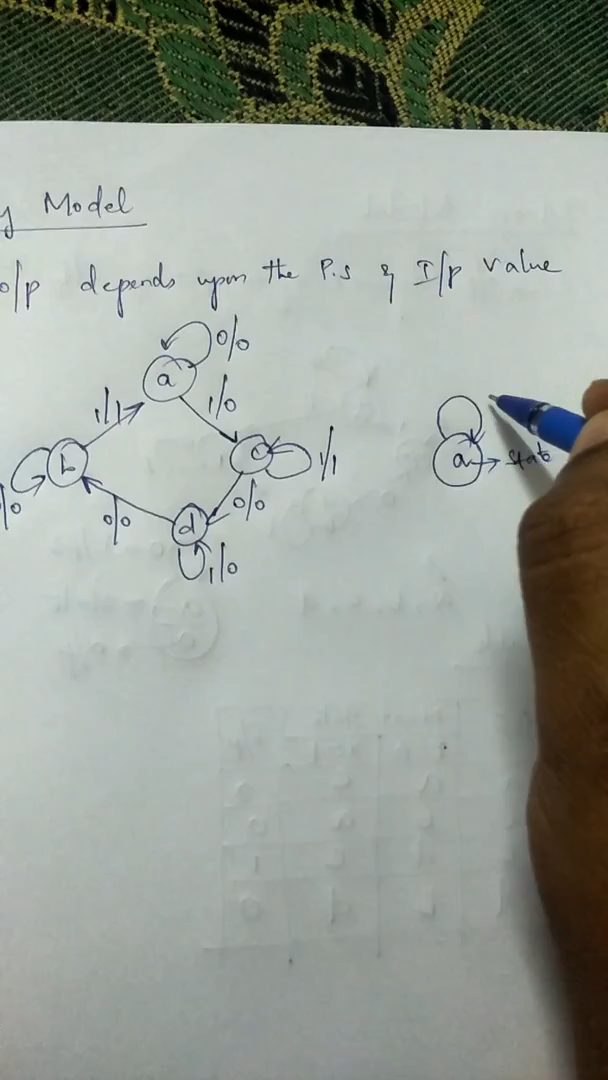 y Model
o/p depends upon the P.S & I/p value
0/0
a
1/1
1/0
b
c
1/1
a → state
/0
0/0
0/0
d
1/0